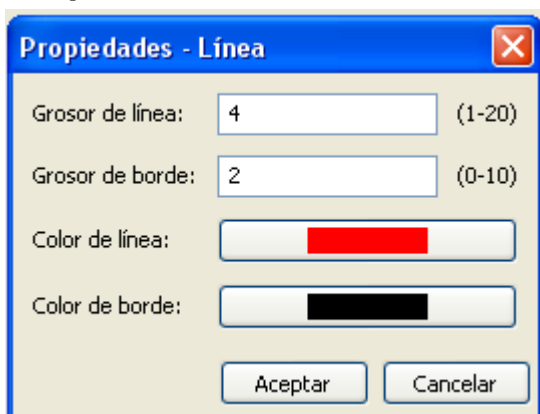 Propiedades - Línea
Grosor de línea: 4 (1-20)
Grosor de borde: 2 (0-10)
Color de línea:
Color de borde:
Aceptar Cancelar